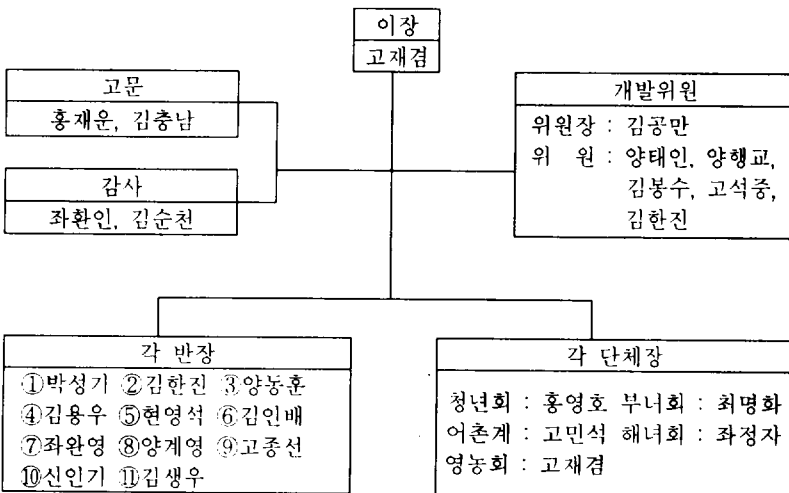 이장
고재겸
고문
홍재운, 김충남
감사
좌환인, 김순천
개발위원
위원장 : 김공만
위 원 : 양태인, 양행교,
김봉수, 고석중,
김한진
각 반장
①박성기 ②김한진 ③양동훈
④김용우 ⑤현영석 ⑥김인배
⑦좌완영 ⑧양계영 ⑨고종선
⑩신인기 ⑪김생우
각 단체장
청년회 : 홍영호 부녀회 : 최명화
어촌계 : 고민석 해녀회 : 좌정자
영농회 : 고재겸